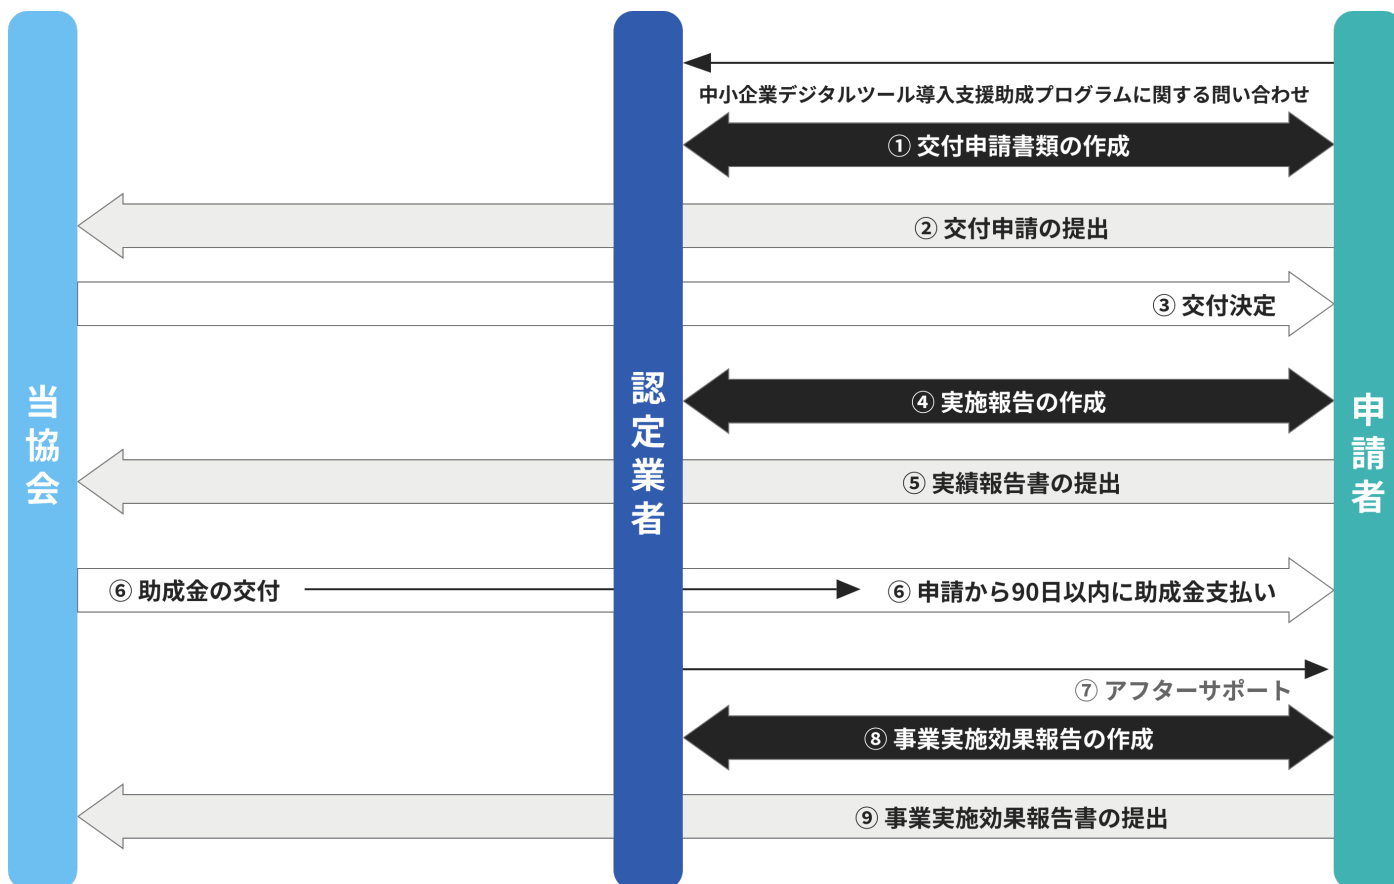 当協会
認定業者
申請者
中小企業デジタルツール導入支援助成プログラムに関する問い合わせ
① 交付申請書類の作成
② 交付申請の提出
③ 交付決定
④ 実施報告の作成
⑤ 実績報告書の提出
⑥ 助成金の交付
⑥ 申請から90日以内に助成金支払い
⑦ アフターサポート
⑧ 事業実施効果報告の作成
⑨ 事業実施効果報告書の提出